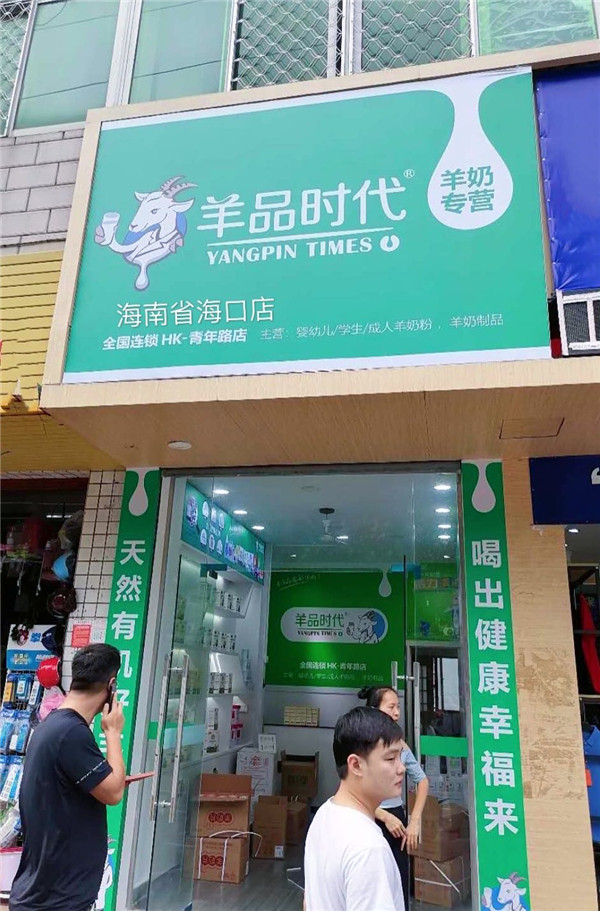 羊品时代®
YANGPIN TIMES
羊奶
专营
海南省海口店
全国连锁 HK-青年路店 主营：婴幼儿/学生/成人羊奶粉，羊奶制品
天然有机
喝出健康幸福来
羊品时代
YANGPIN TIMES
全国连锁 HK-青年路店